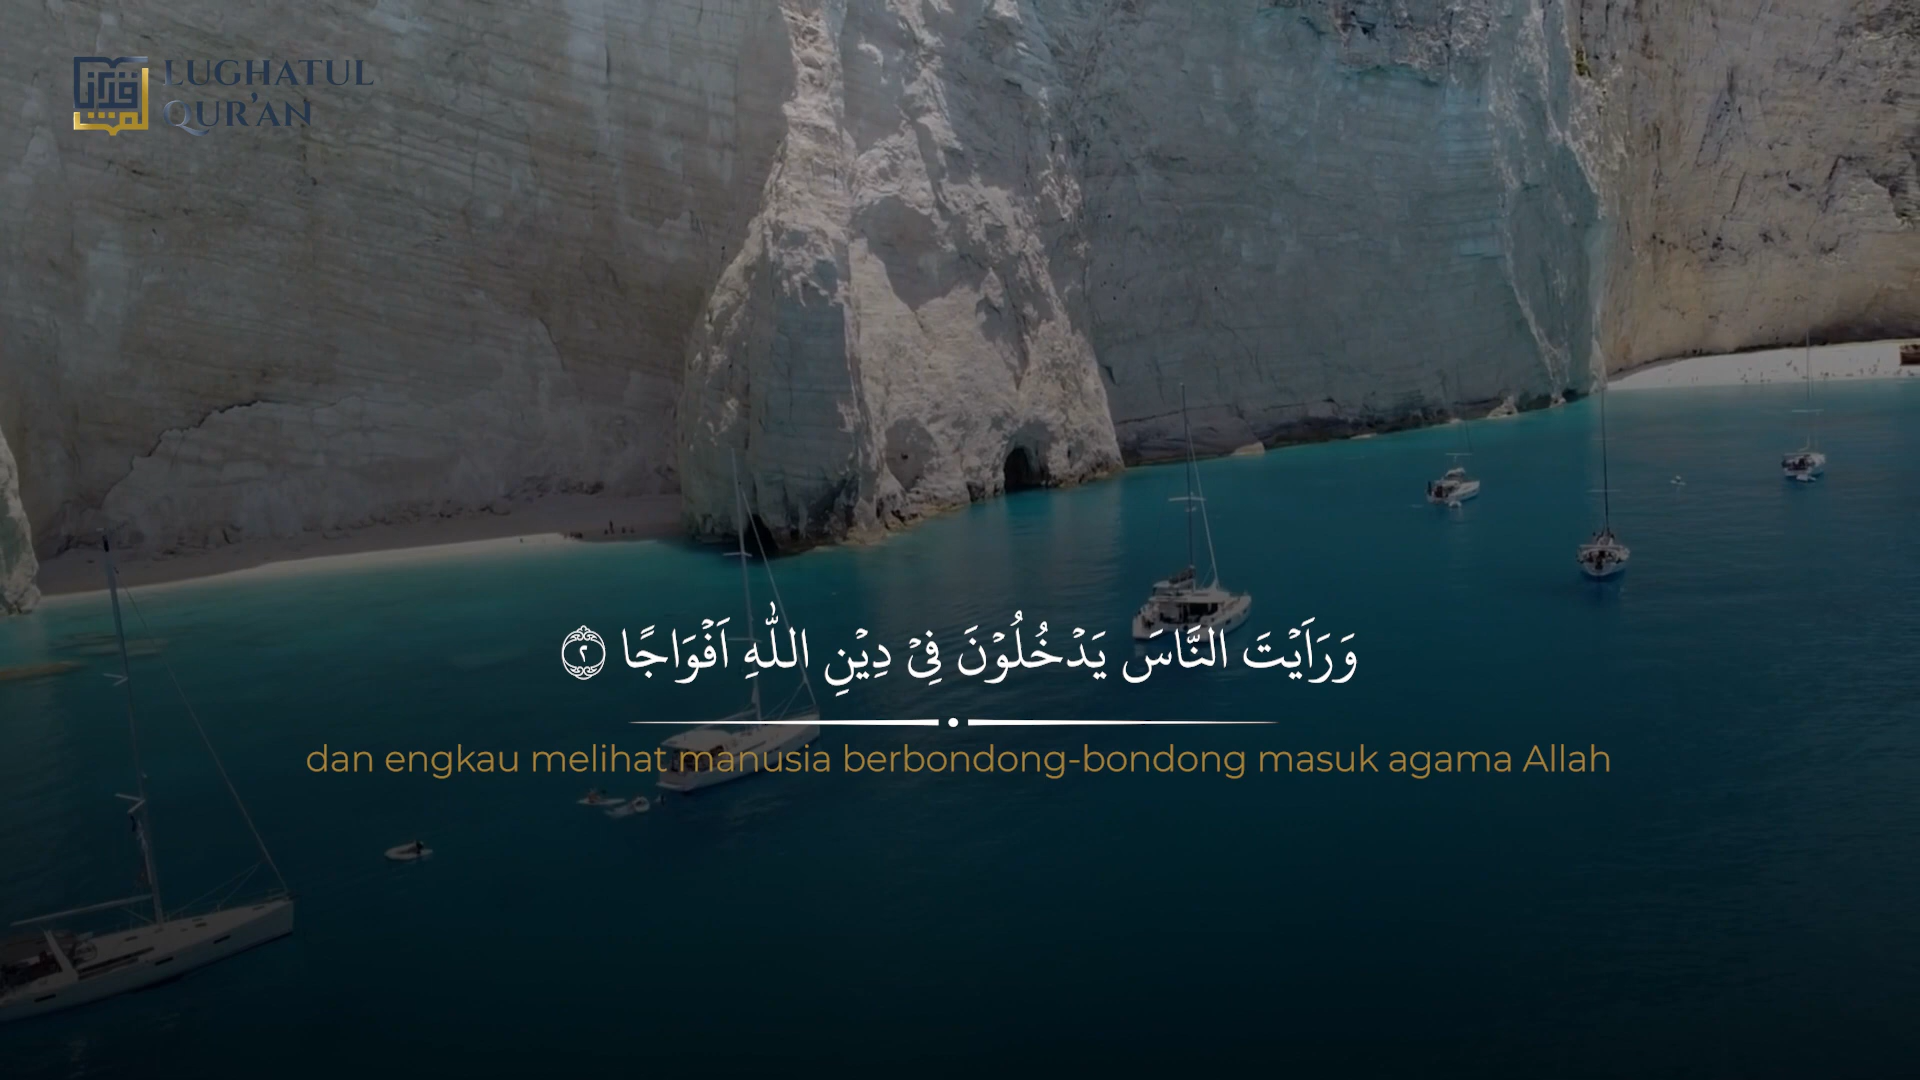 LUGHATUL
QUR'AN
وَرَاَيْتَ النَّاسَ يَدْخُلُوْنَ فِيْ دِيْنِ اللّٰهِ اَفْوَاجًا ۝٢
dan engkau melihat manusia berbondong-bondong masuk agama Allah